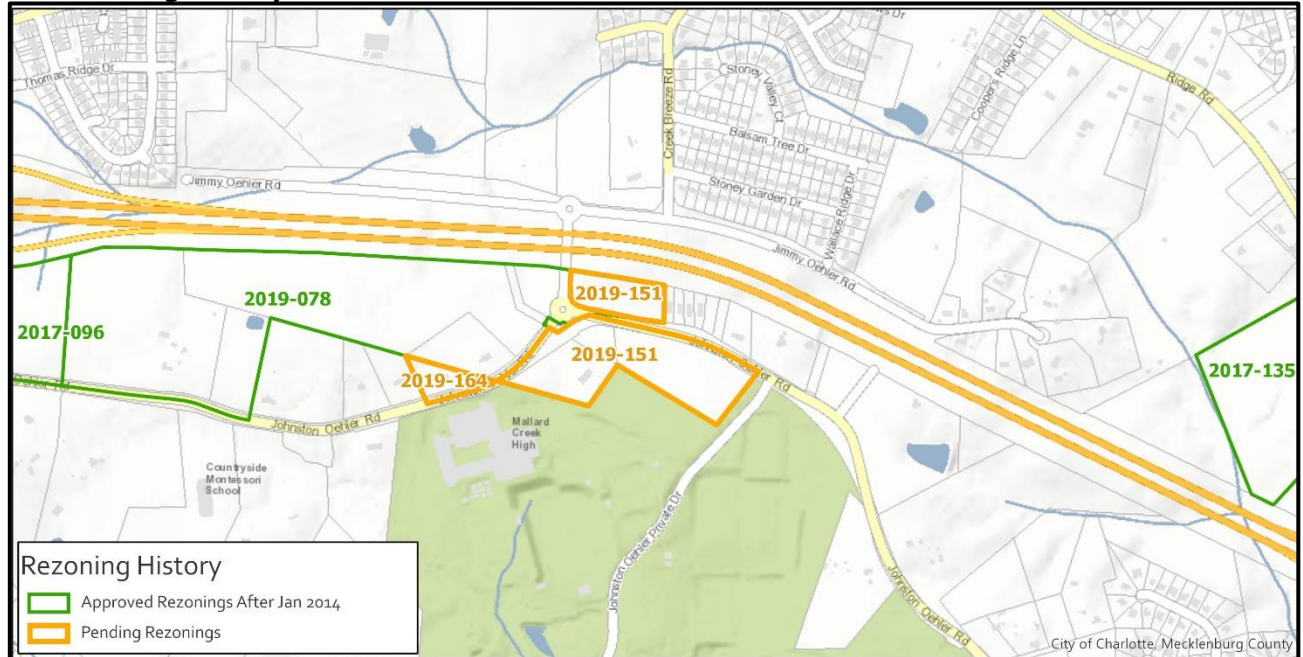 Thomas Ridge Dr
Jimmy Oehler Rd
Creek Breeze Rd
Stoney Valley Ct
Balsam Tree Dr
Stoney Garden Dr
Wallace Ridge Dr
Cooper's Ridge Ln
Ridge Rd
Jimmy Oehler Rd
2019-151
2019-078
2017-096
2019-151
2017-135
2019-164
Oehler Rd
Johnston Oehler Rd
Mallard
Creek
High
Countryside
Montessori
School
Johnston Oehler Private Dr
Johnston Oehler Rd
Rezoning History
Approved Rezonings After Jan 2014
Pending Rezonings
City of Charlotte, Mecklenburg County